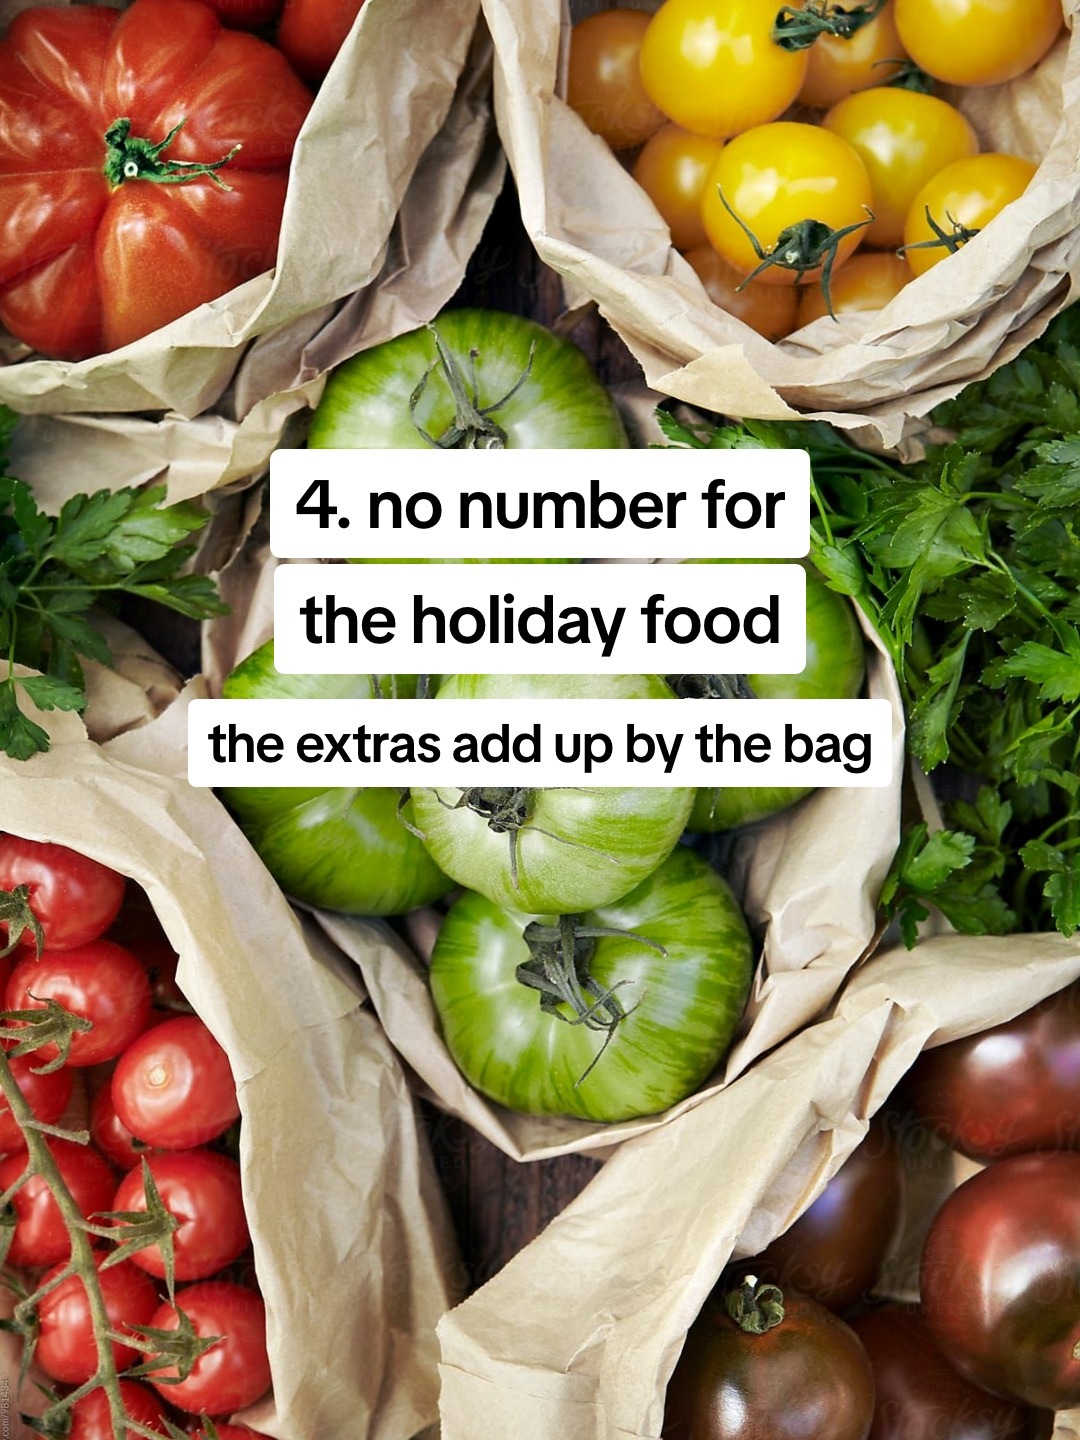 4. no number for
the holiday food
the extras add up by the bag